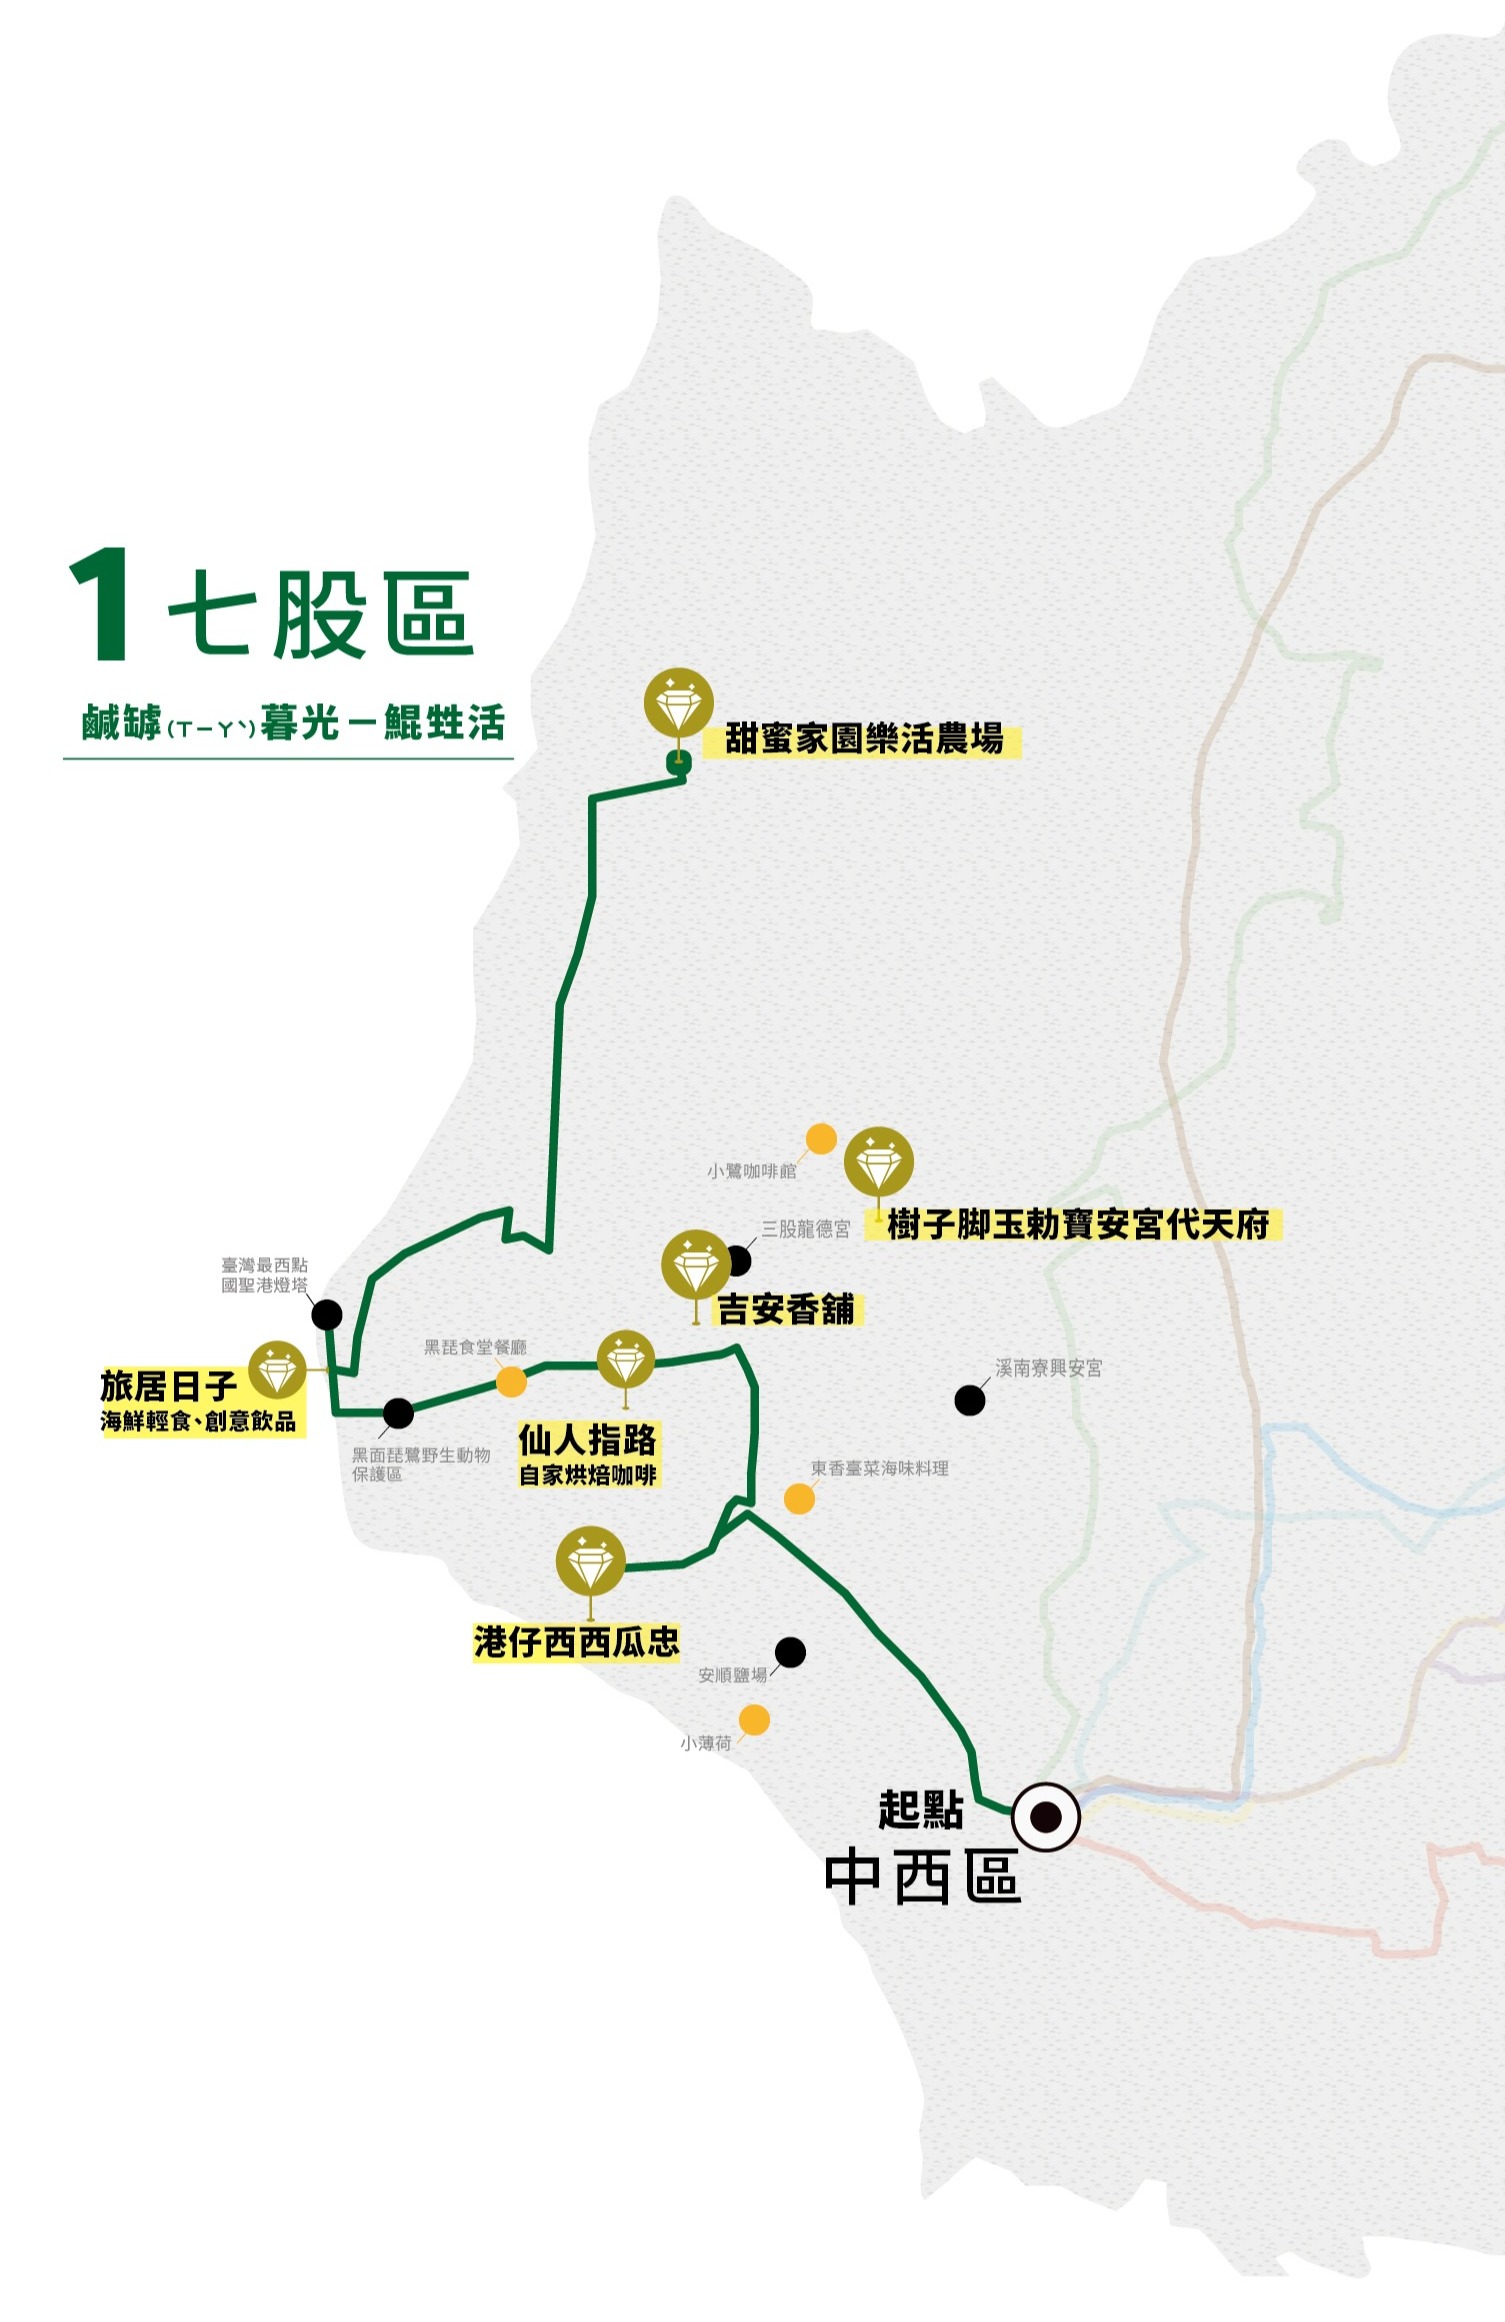 1 七股區
鹹罅(ㄒㄧㄚˋ)暮光－鯤甡活
甜蜜家園樂活農場
小鷺咖啡館
樹子脚玉勅寶安宮代天府
三股龍德宮
吉安香舖
臺灣最西點
國聖港燈塔
黑琵食堂餐廳
旅居日子
海鮮輕食、創意飲品
溪南寮興安宮
仙人指路
自家烘焙咖啡
黑面琵鷺野生動物
保護區
東香臺菜海味料理
港仔西西瓜忠
安順鹽場
小薄荷
起點
中西區